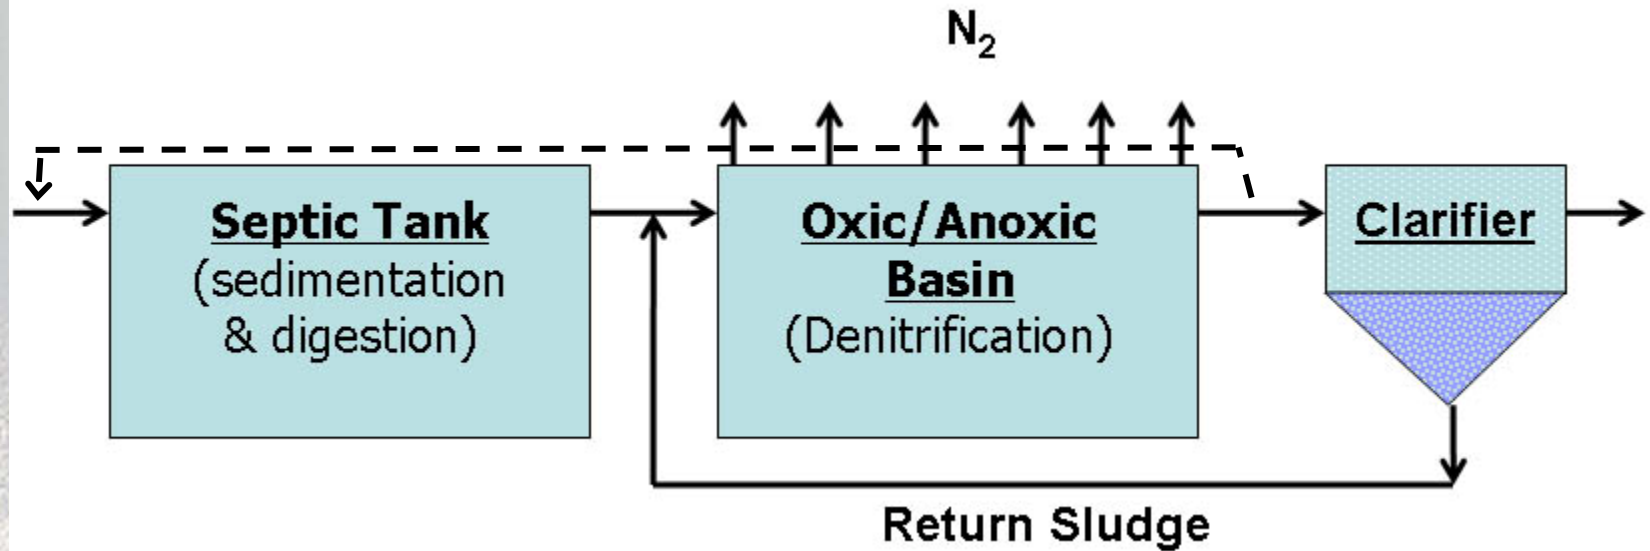 N₂
Septic Tank
(sedimentation
& digestion)
Oxic/Anoxic
Basin
(Denitrification)
Clarifier
Return Sludge